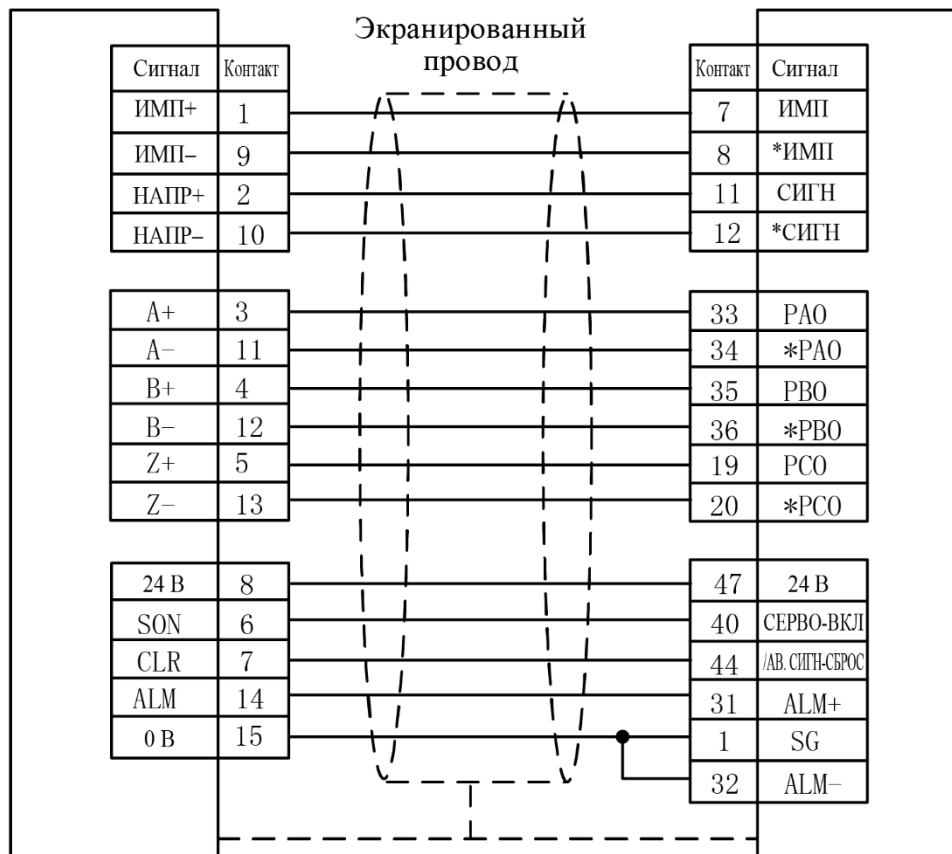 Экранированный
провод
Сигнал Контакт Контакт Сигнал
ИМП+ 1 7 ИМП
ИМП– 9 8 *ИМП
НАПР+ 2 11 СИГН
НАПР– 10 12 *СИГН
A+ 3 33 PAO
A– 11 34 *PAO
B+ 4 35 PBO
B– 12 36 *PBO
Z+ 5 19 PCO
Z– 13 20 *PCO
24 В 8 47 24 В
SON 6 40 СЕРВО-ВКЛ
CLR 7 44 /АВ. СИГН-СБРОС
ALM 14 31 ALM+
0 В 15 1 SG
32 ALM–